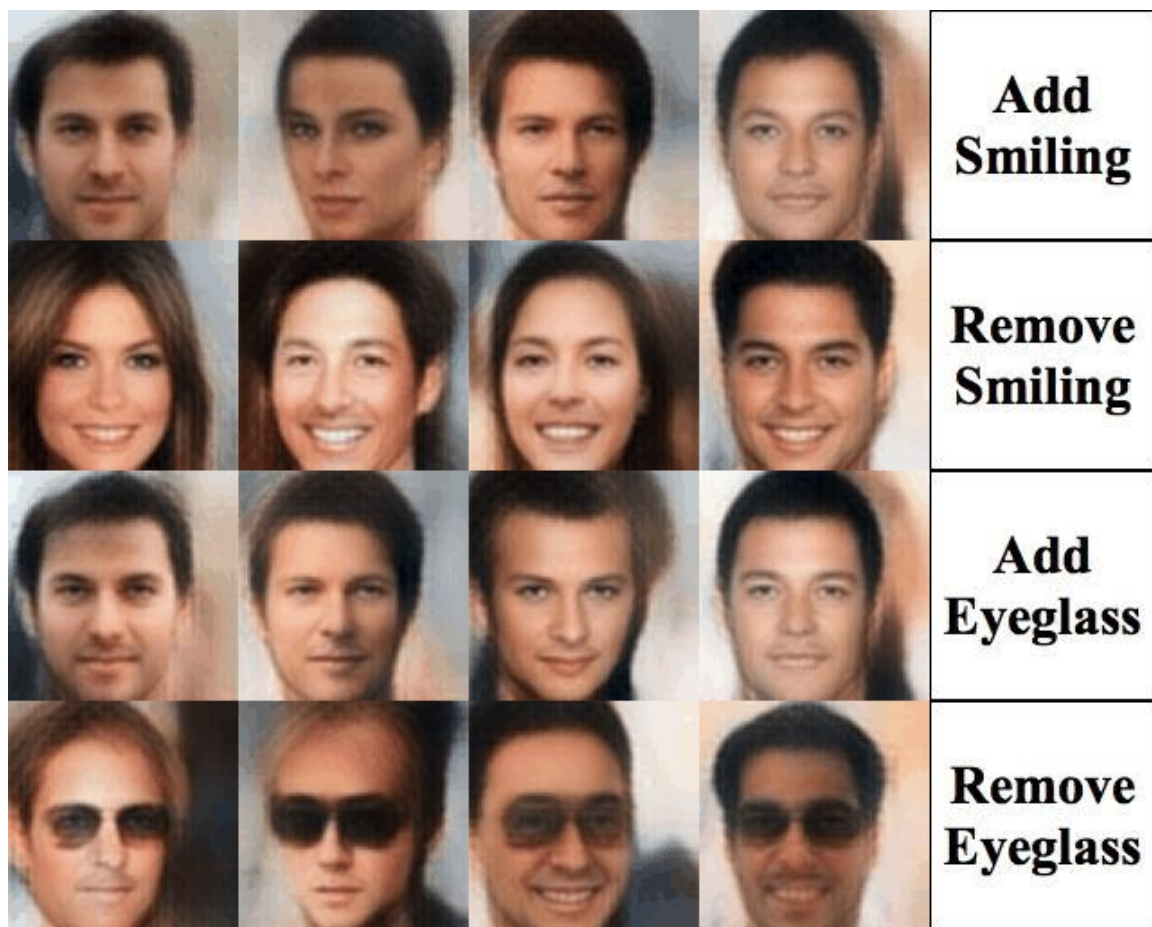 Add
Smiling
Remove
Smiling
Add
Eyeglass
Remove
Eyeglass